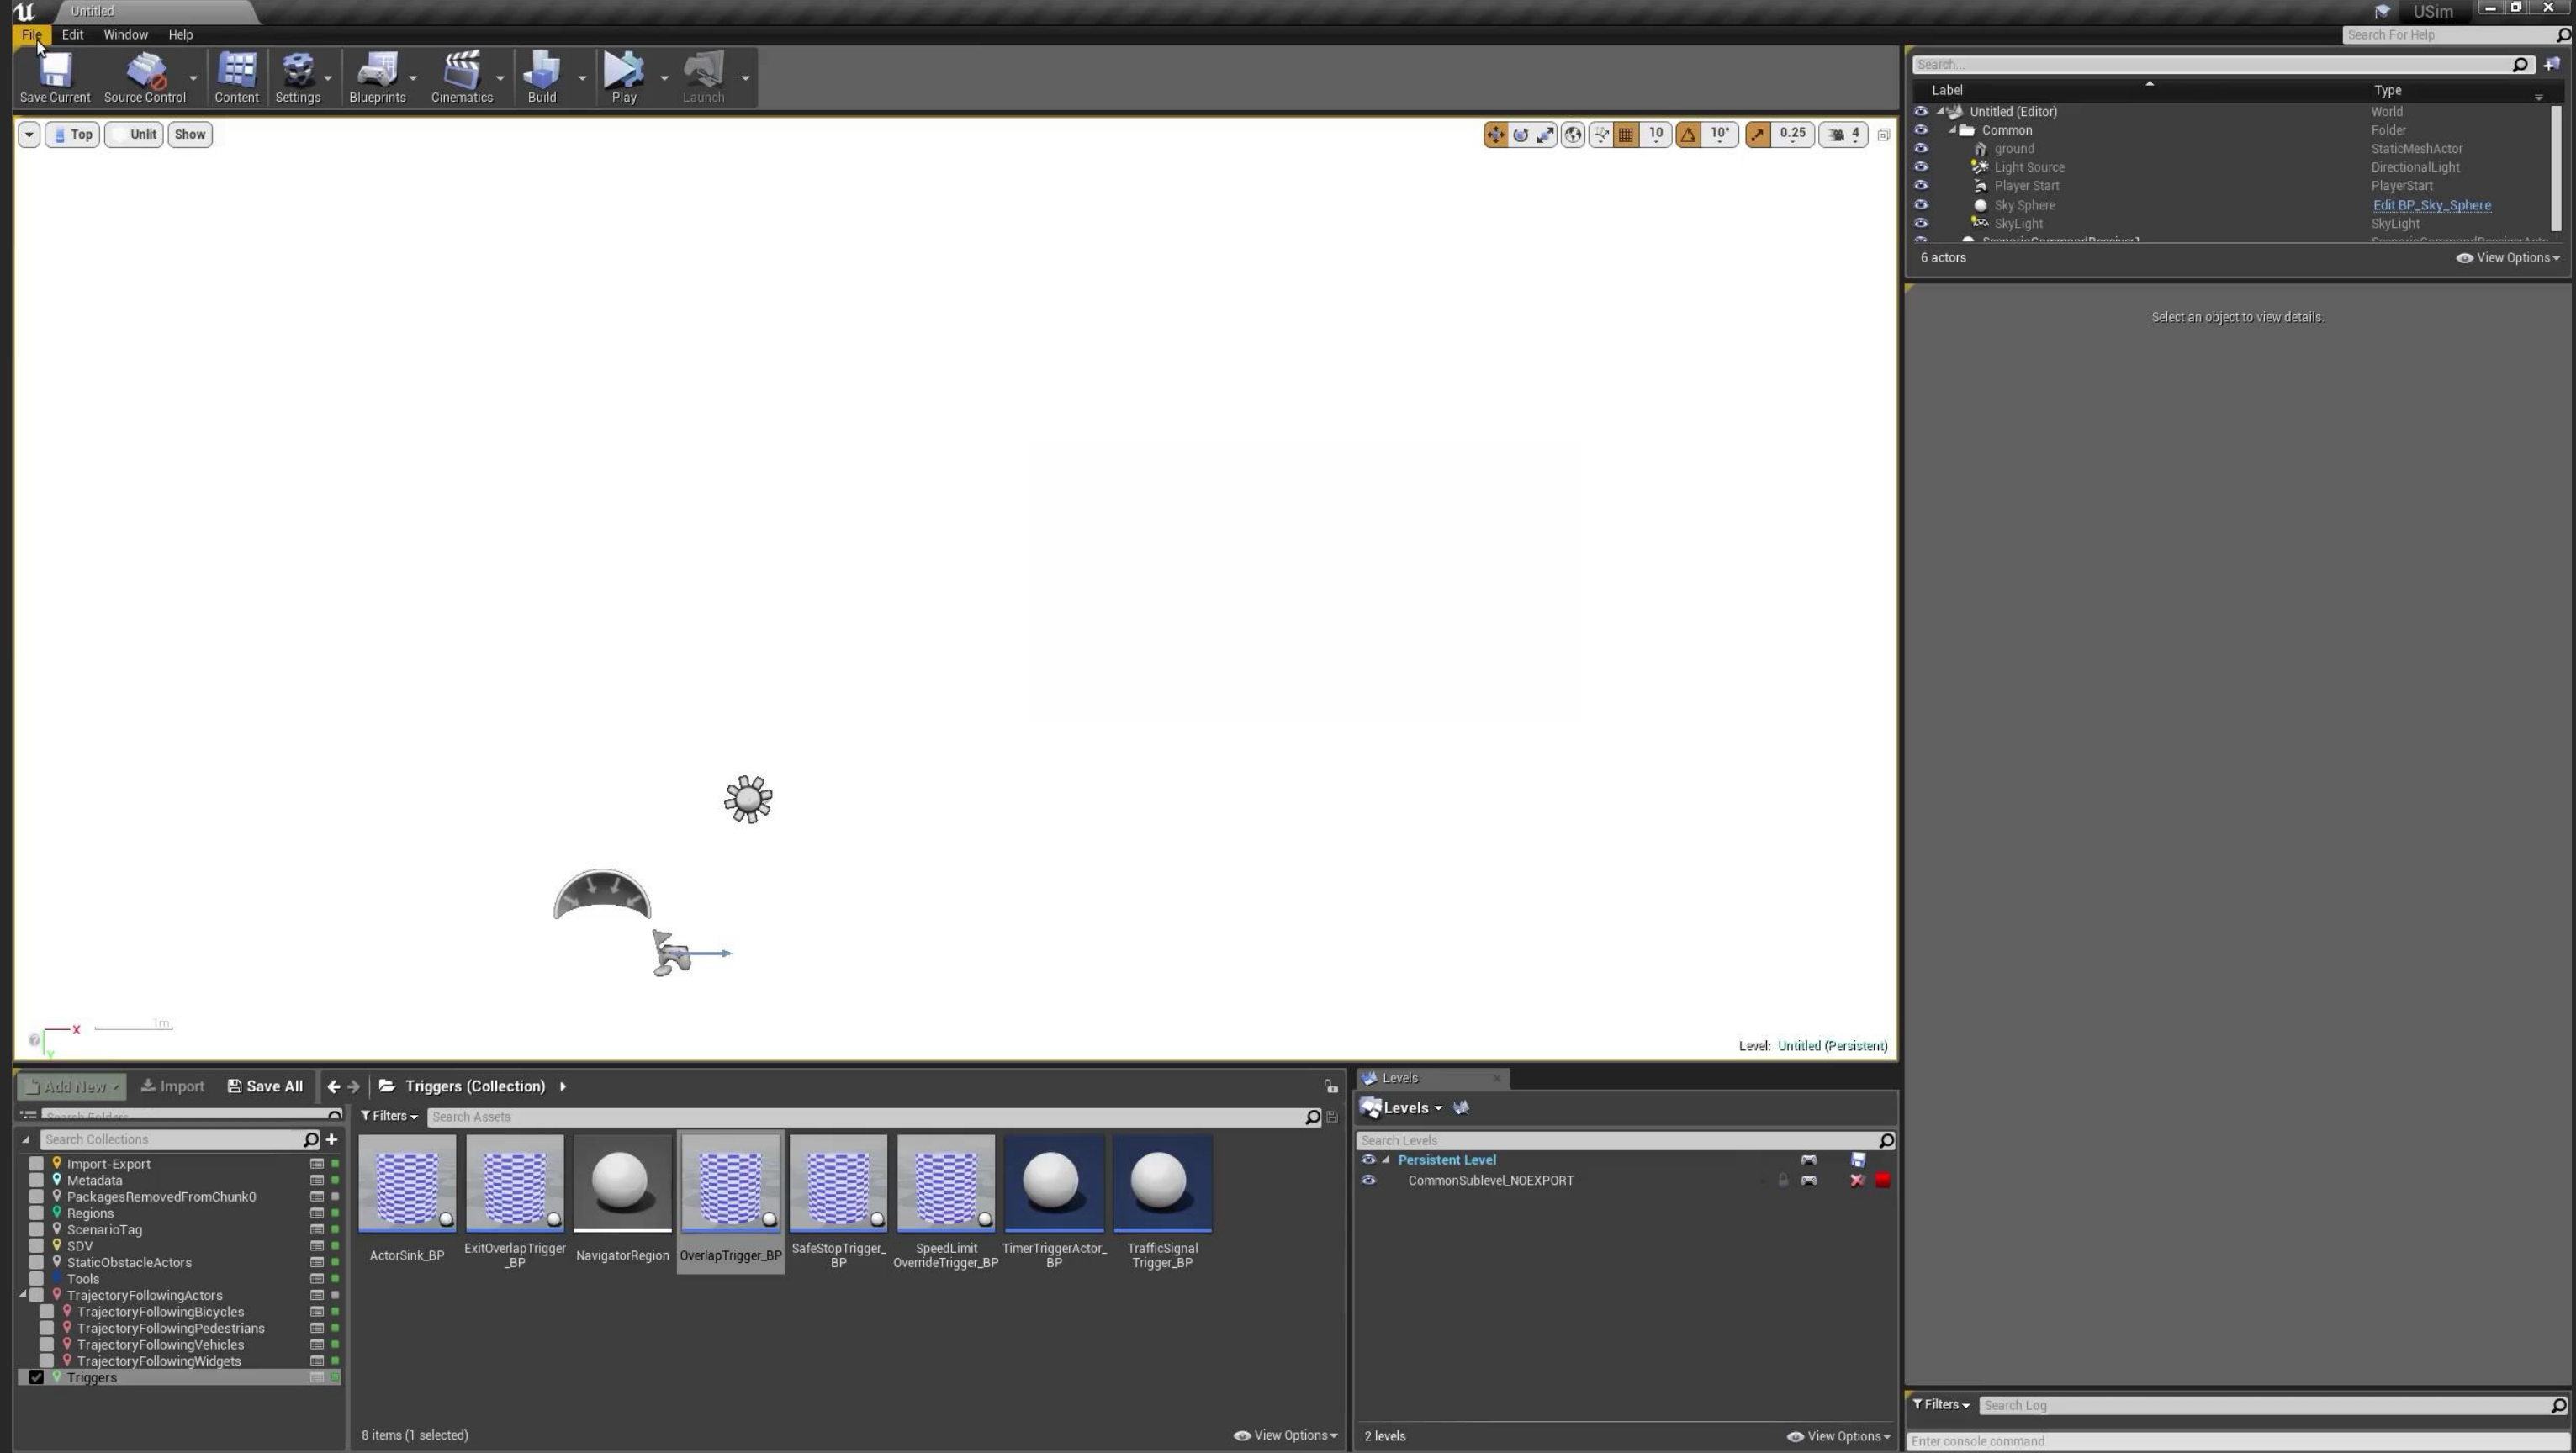 Untitled
USim
File Edit Window Help
Search For Help
Save Current Source Control Content Settings Blueprints Cinematics Build Play Launch
Top Unlit Show
10 10° 0.25 4
Search...
Label Type
Untitled (Editor) World
Common Folder
ground StaticMeshActor
Light Source DirectionalLight
Player Start PlayerStart
Sky Sphere Edit BP_Sky_Sphere
SkyLight SkyLight
6 actors View Options
Select an object to view details.
1m
X
Y
Level: Untitled (Persistent)
Add New Import Save All Triggers (Collection)
Search Folders
Filters Search Assets
Search Collections
Import-Export
Metadata
PackagesRemovedFromChunk0
Regions
ScenarioTag
SDV
StaticObstacleActors
Tools
TrajectoryFollowingActors
TrajectoryFollowingBicycles
TrajectoryFollowingPedestrians
TrajectoryFollowingVehicles
TrajectoryFollowingWidgets
Triggers
ActorSink_BP
ExitOverlapTrigger
_BP
NavigatorRegion
OverlapTrigger_BP
SafeStopTrigger_
BP
SpeedLimit
OverrideTrigger_BP
TimerTriggerActor_
BP
TrafficSignal
Trigger_BP
8 items (1 selected) View Options
Levels
Levels
Search Levels
Persistent Level
CommonSublevel_NOEXPORT
2 levels View Options
Filters Search Log
Enter console command